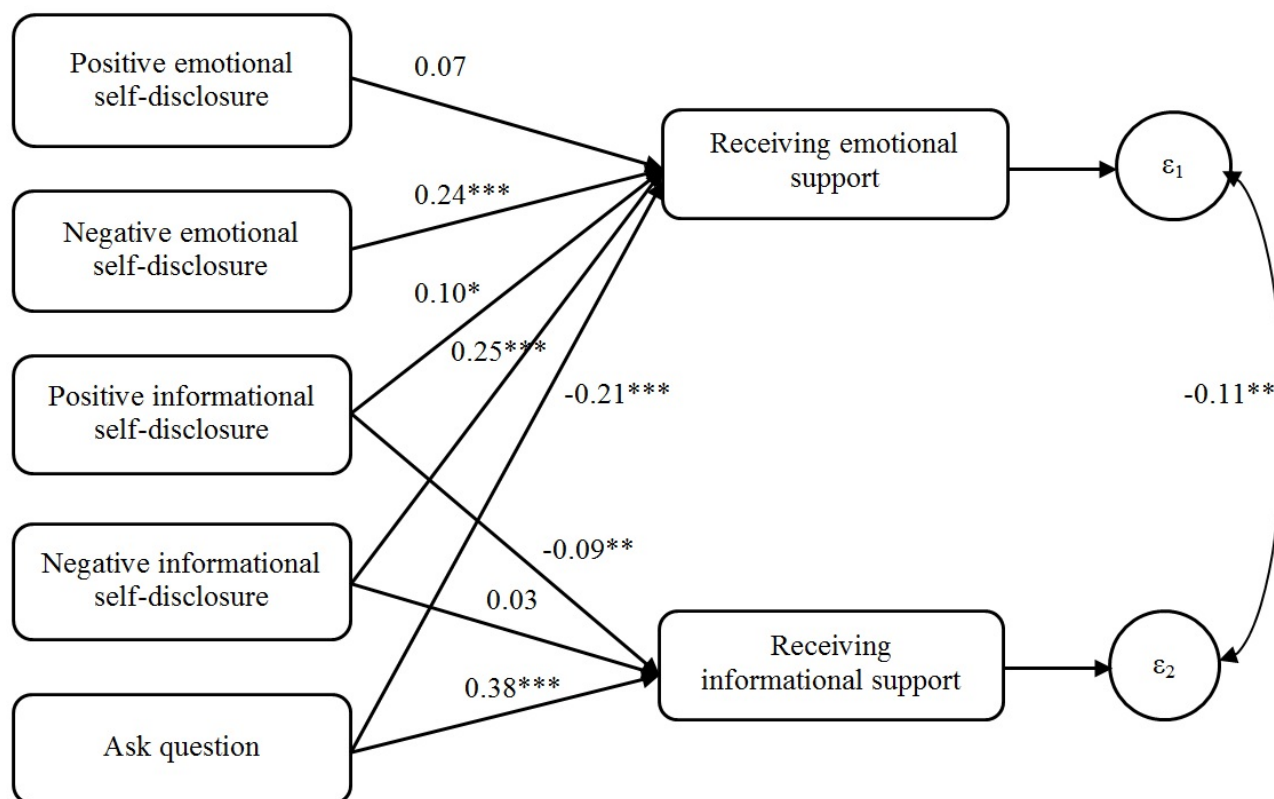 Positive emotional
self-disclosure
0.07
Receiving emotional
support
ε₁
Negative emotional
self-disclosure
0.24***
0.10*
0.25***
Positive informational
self-disclosure
-0.21***
-0.11**
Negative informational
self-disclosure
-0.09**
0.03
Receiving
informational support
ε₂
0.38***
Ask question